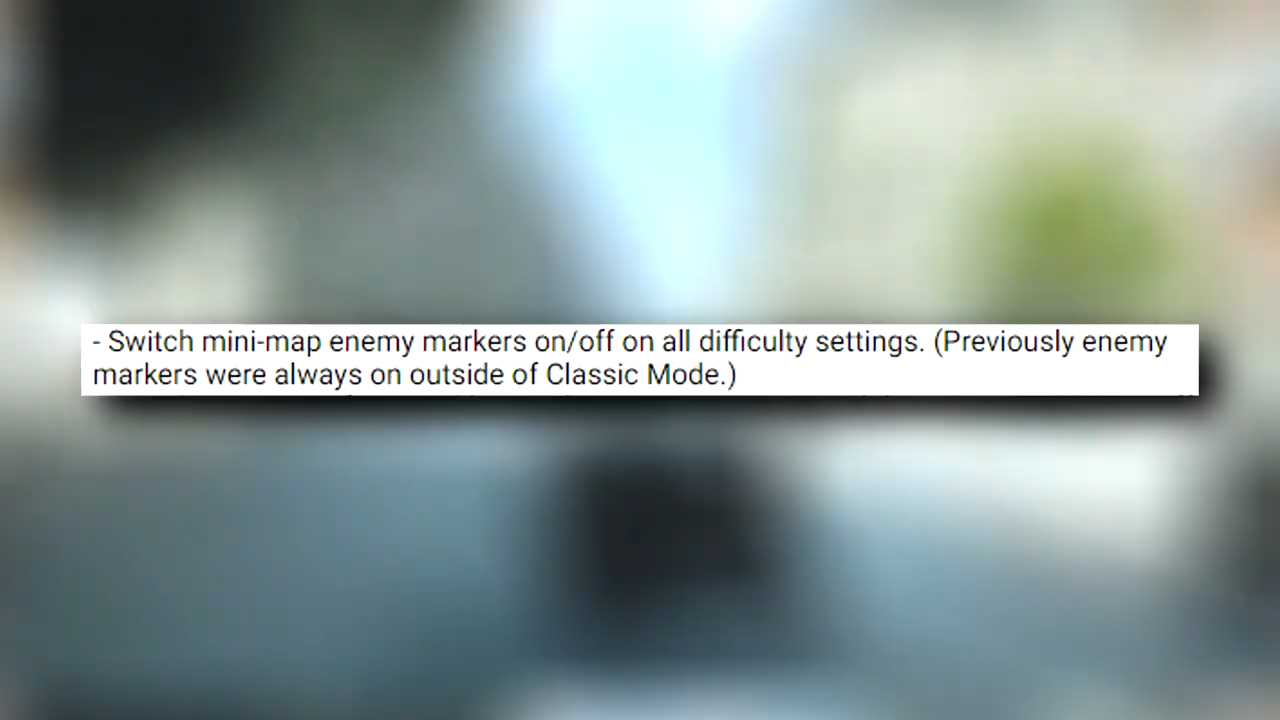 - Switch mini-map enemy markers on/off on all difficulty settings. (Previously enemy
markers were always on outside of Classic Mode.)